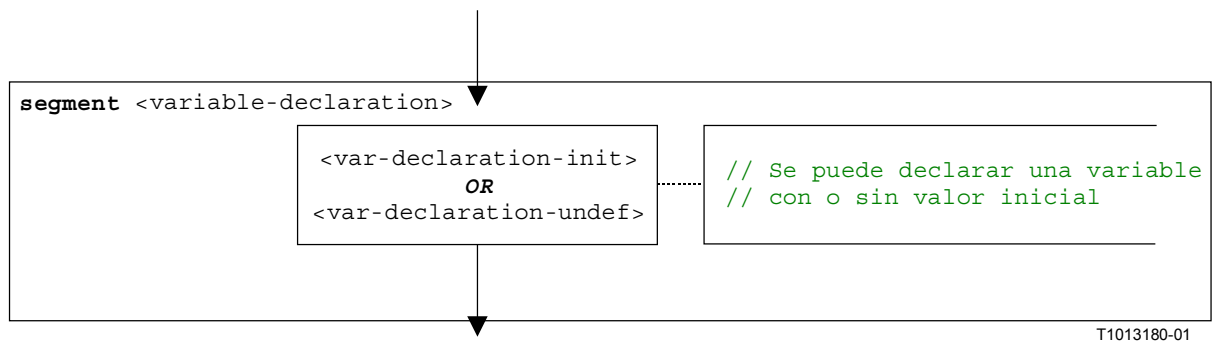 segment <variable-declaration>
<var-declaration-init>
OR
<var-declaration-undef>
// Se puede declarar una variable
// con o sin valor inicial
T1013180-01